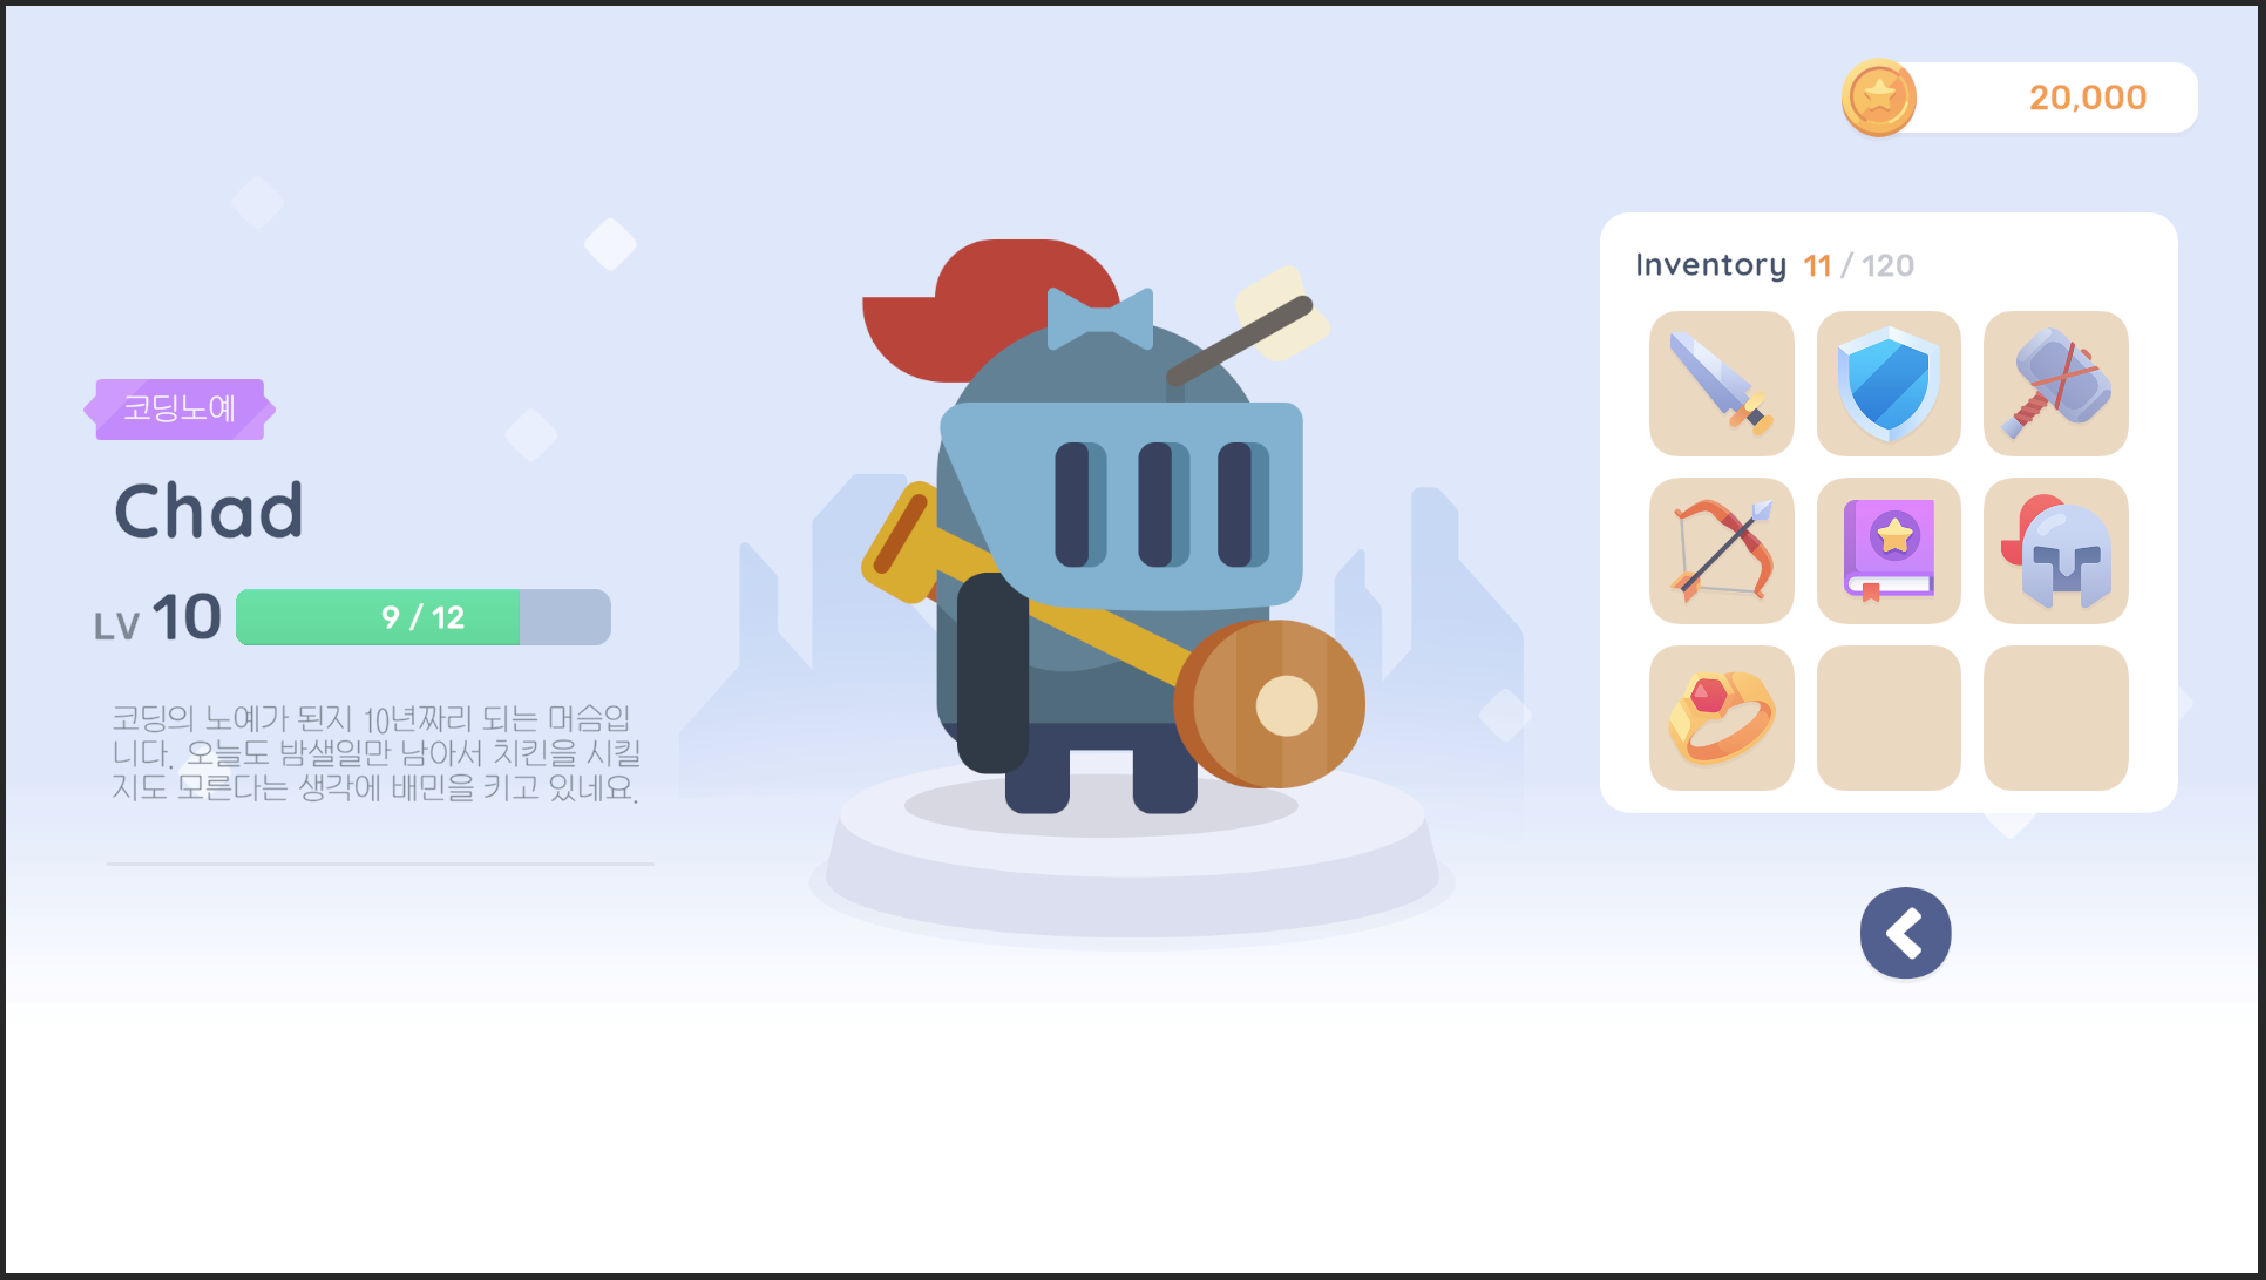 20,000
코딩노예
Chad
LV 10 9 / 12
코딩의 노예가 된지 10년짜리 되는 머슴입
니다. 오늘도 밤샐일만 남아서 치킨을 시킬
지도 모른다는 생각에 배민을 키고 있네요.
Inventory 11 / 120